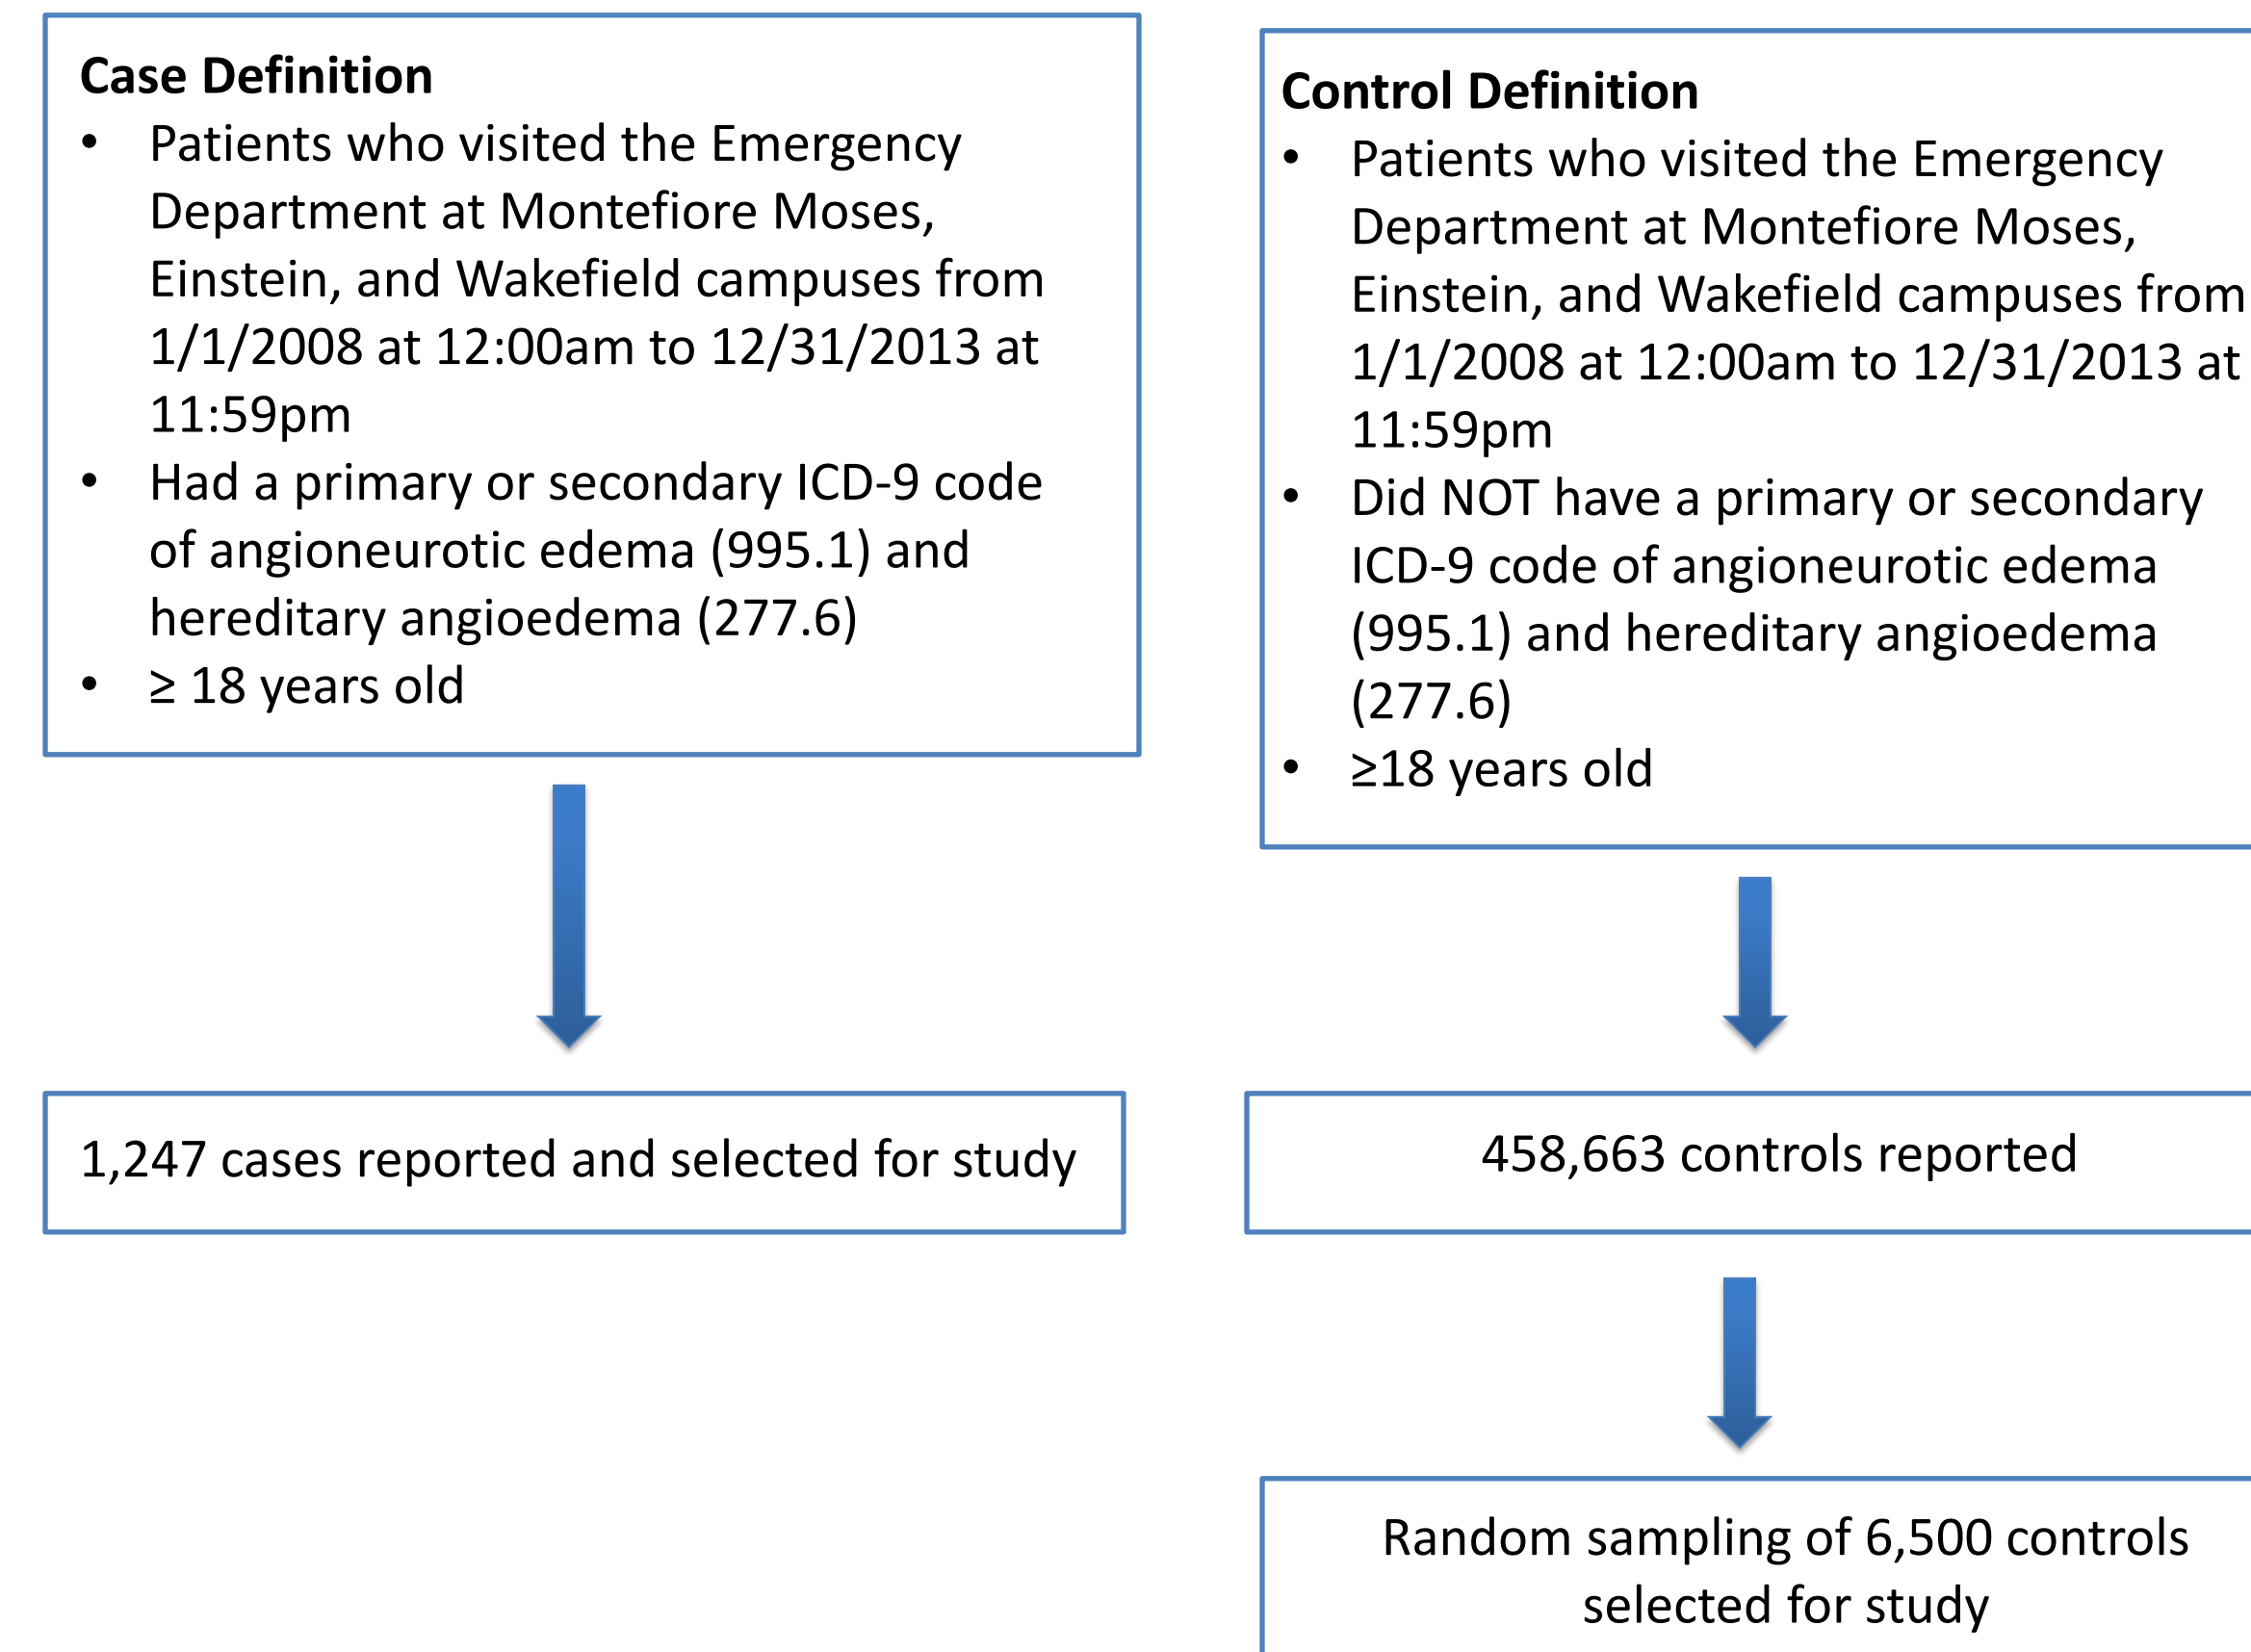 Case Definition
• Patients who visited the Emergency
Department at Montefiore Moses,
Einstein, and Wakefield campuses from
1/1/2008 at 12:00am to 12/31/2013 at
11:59pm
• Had a primary or secondary ICD-9 code
of angioneurotic edema (995.1) and
hereditary angioedema (277.6)
• ≥ 18 years old
Control Definition
• Patients who visited the Emergency
Department at Montefiore Moses,
Einstein, and Wakefield campuses from
1/1/2008 at 12:00am to 12/31/2013 at
11:59pm
• Did NOT have a primary or secondary
ICD-9 code of angioneurotic edema
(995.1) and hereditary angioedema
(277.6)
• ≥18 years old
1,247 cases reported and selected for study
458,663 controls reported
Random sampling of 6,500 controls
selected for study